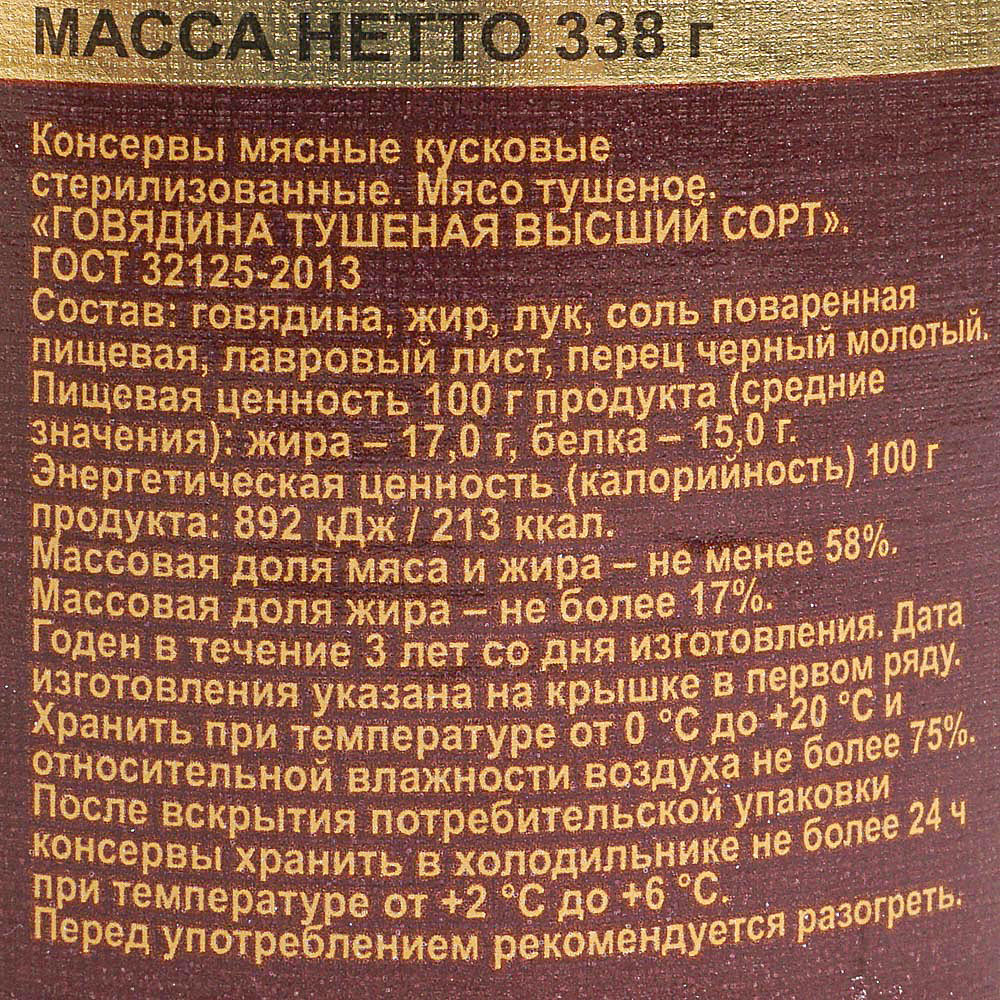 МАССА НЕТТО 338 г
Консервы мясные кусковые
стерилизованные. Мясо тушеное.
«ГОВЯДИНА ТУШЕНАЯ ВЫСШИЙ СОРТ».
ГОСТ 32125-2013
Состав: говядина, жир, лук, соль поваренная
пищевая, лавровый лист, перец черный молотый.
Пищевая ценность 100 г продукта (средние
значения): жира – 17,0 г, белка – 15,0 г.
Энергетическая ценность (калорийность) 100 г
продукта: 892 кДж / 213 ккал.
Массовая доля мяса и жира – не менее 58%.
Массовая доля жира – не более 17%.
Годен в течение 3 лет со дня изготовления. Дата
изготовления указана на крышке в первом ряду.
Хранить при температуре от 0 °С до +20 °С и
относительной влажности воздуха не более 75%.
После вскрытия потребительской упаковки
консервы хранить в холодильнике не более 24 ч
при температуре от +2 °С до +6 °С.
Перед употреблением рекомендуется разогреть.